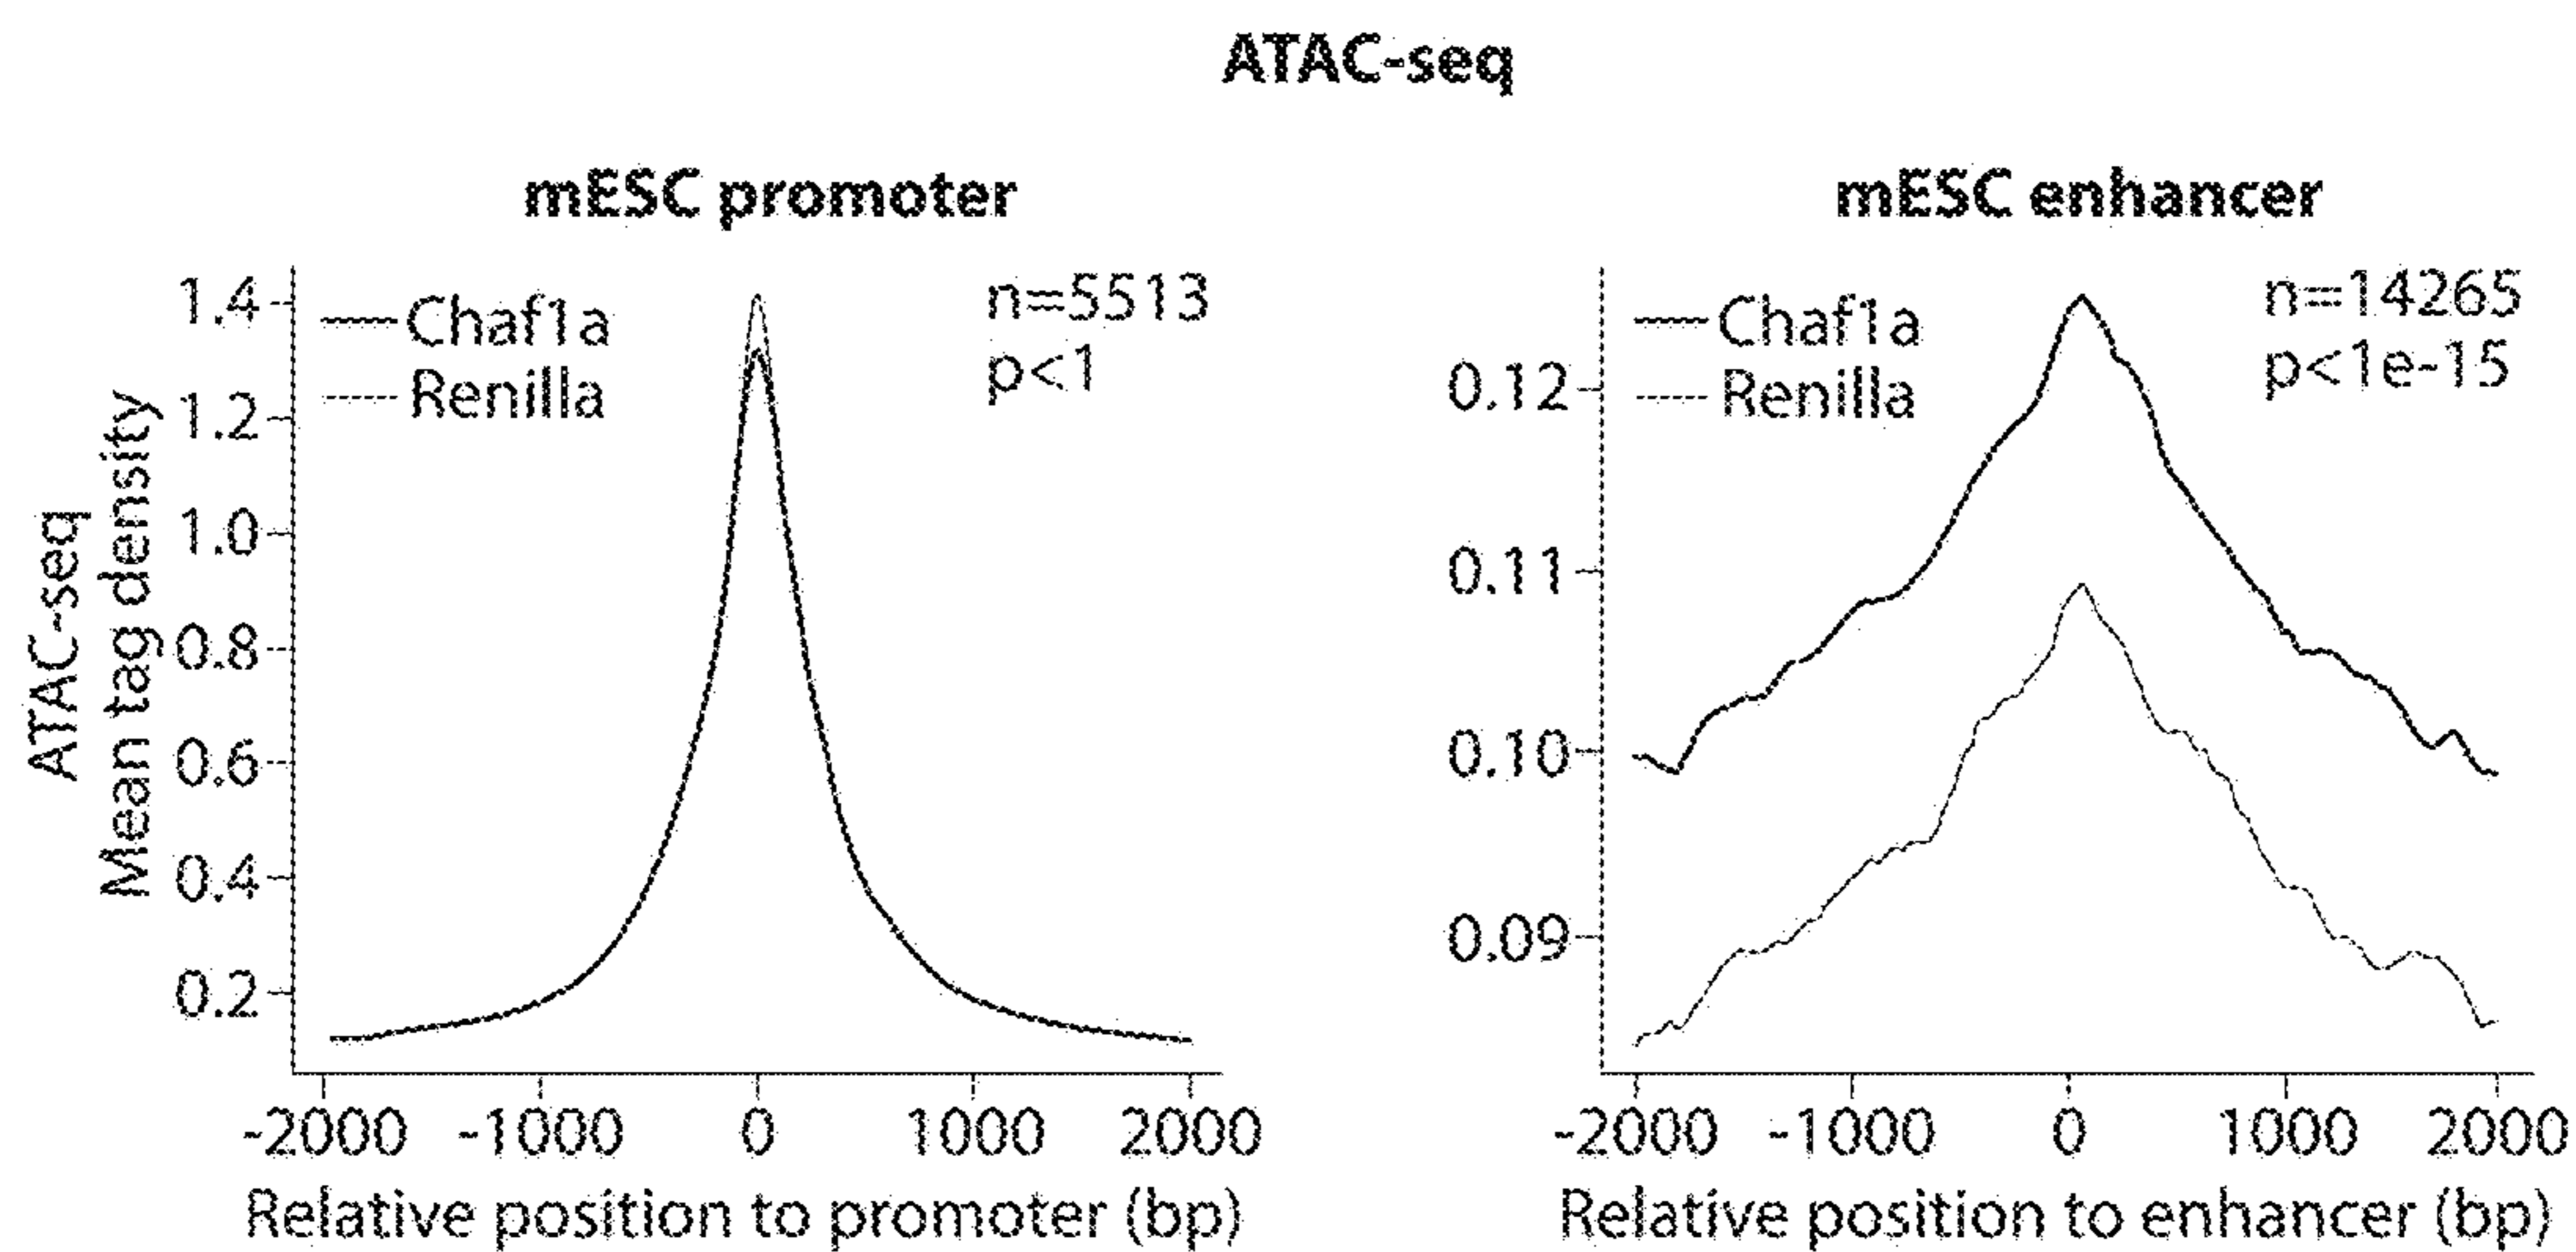 ATAC-seq
mESC promoter
n=5513
p<1
Chaf1a
Renilla
ATAC-seq
Mean tag density
1.4
1.2
1.0
0.8
0.6
0.4
0.2
-2000 -1000 0 1000 2000
Relative position to promoter (bp)
mESC enhancer
n=14265
p<1e-15
Chaf1a
Renilla
0.12
0.11
0.10
0.09
-2000 -1000 0 1000 2000
Relative position to enhancer (bp)